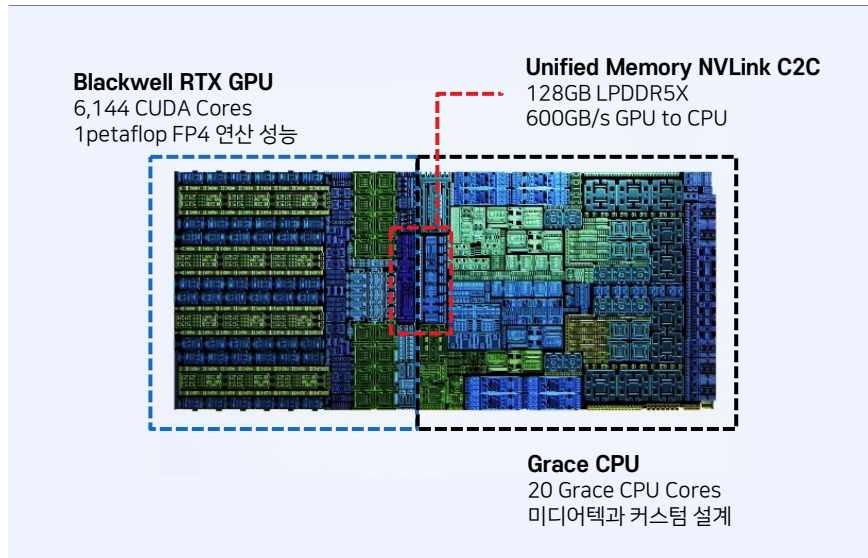 Blackwell RTX GPU
6,144 CUDA Cores
1petaflop FP4 연산 성능
Unified Memory NVLink C2C
128GB LPDDR5X
600GB/s GPU to CPU
Grace CPU
20 Grace CPU Cores
미디어텍과 커스텀 설계